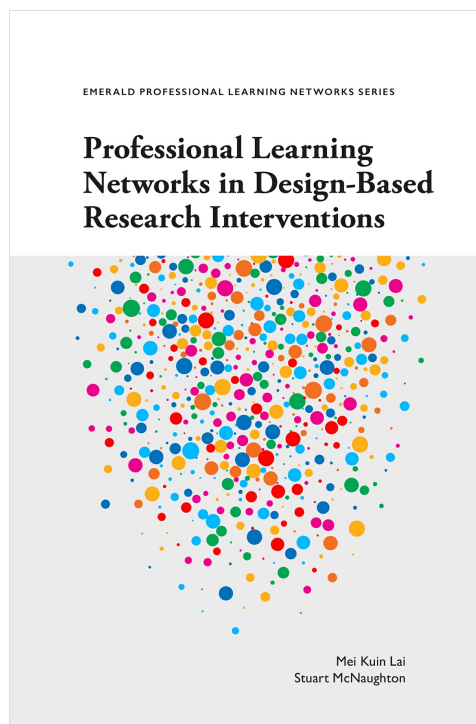 EMERALD PROFESSIONAL LEARNING NETWORKS SERIES
Professional Learning
Networks in Design-Based
Research Interventions
Mei Kuin Lai
Stuart McNaughton